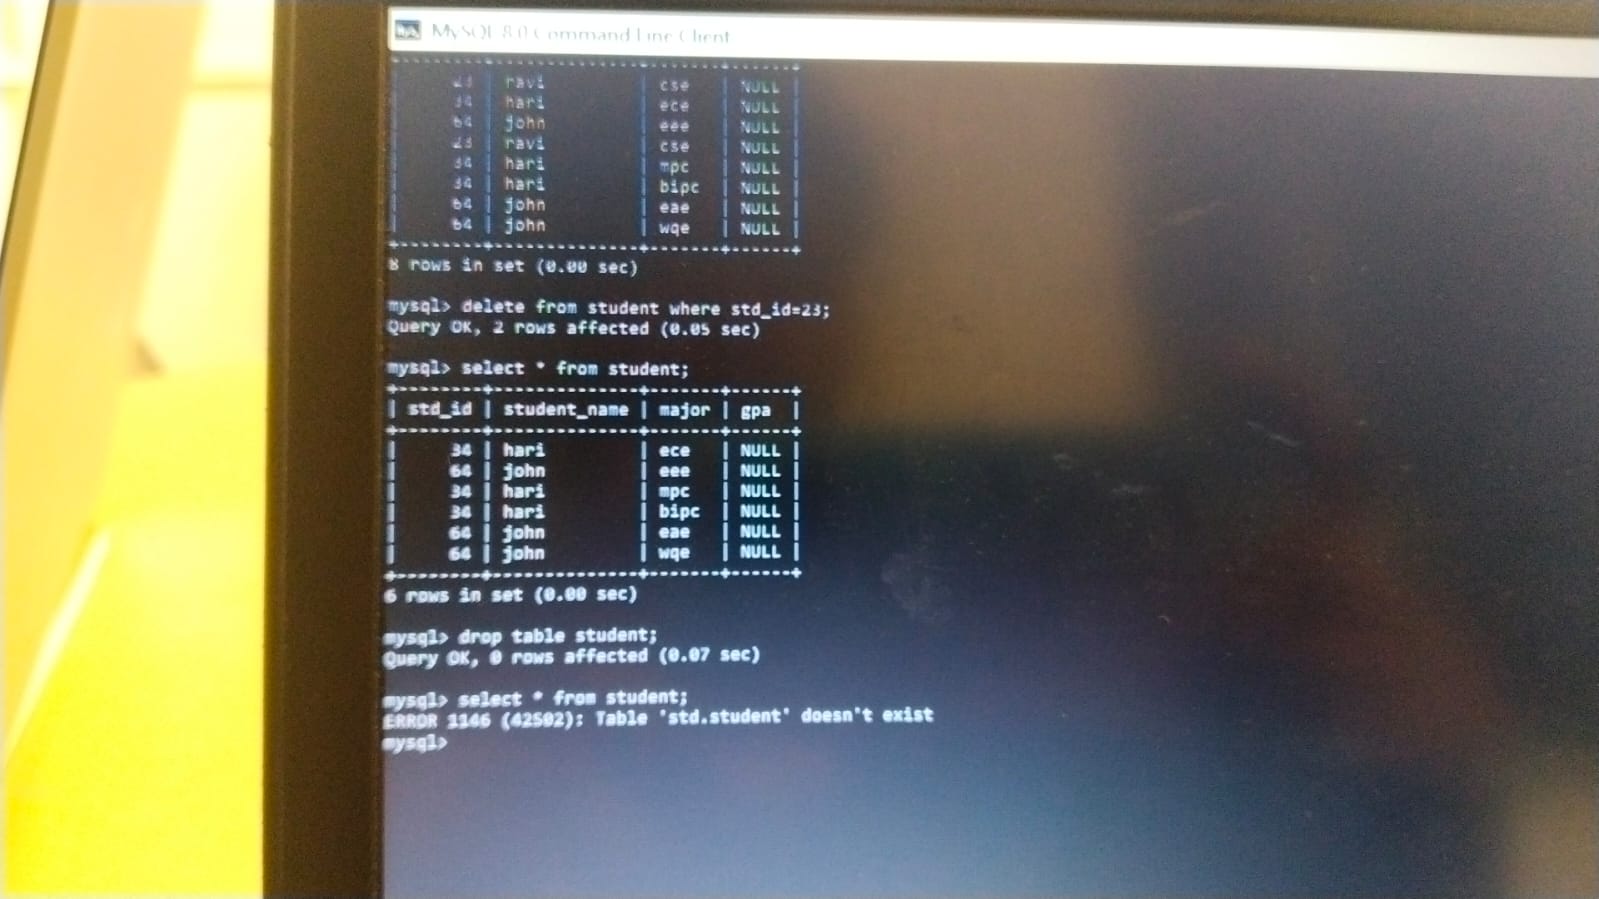 MySQL 8.0 Command Line Client
+---------+--------------+-------+------+
| 23 | ravi | cse | NULL |
| 34 | hari | ece | NULL |
| 64 | john | eee | NULL |
| 23 | ravi | cse | NULL |
| 34 | hari | mpc | NULL |
| 34 | hari | bipc | NULL |
| 64 | john | eae | NULL |
| 64 | john | wqe | NULL |
+---------+--------------+-------+------+
8 rows in set (0.00 sec)
mysql> delete from student where std_id=23;
Query OK, 2 rows affected (0.05 sec)
mysql> select * from student;
+---------+--------------+-------+------+
| std_id | student_name | major | gpa |
+---------+--------------+-------+------+
| 34 | hari | ece | NULL |
| 64 | john | eee | NULL |
| 34 | hari | mpc | NULL |
| 34 | hari | bipc | NULL |
| 64 | john | eae | NULL |
| 64 | john | wqe | NULL |
+---------+--------------+-------+------+
6 rows in set (0.00 sec)
mysql> drop table student;
Query OK, 0 rows affected (0.07 sec)
mysql> select * from student;
ERROR 1146 (42S02): Table 'std.student' doesn't exist
mysql>